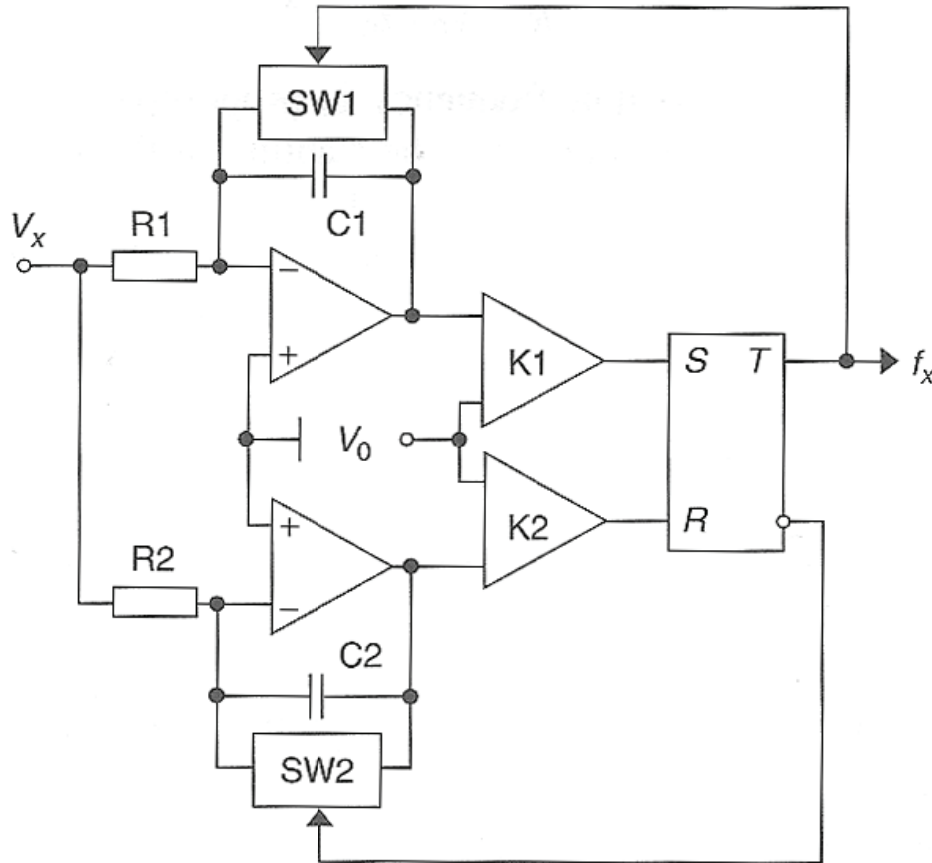 SW1
C1
V_x
R1
−
+
K1
S T
f_x
V_0
+
−
K2
R
R2
C2
SW2